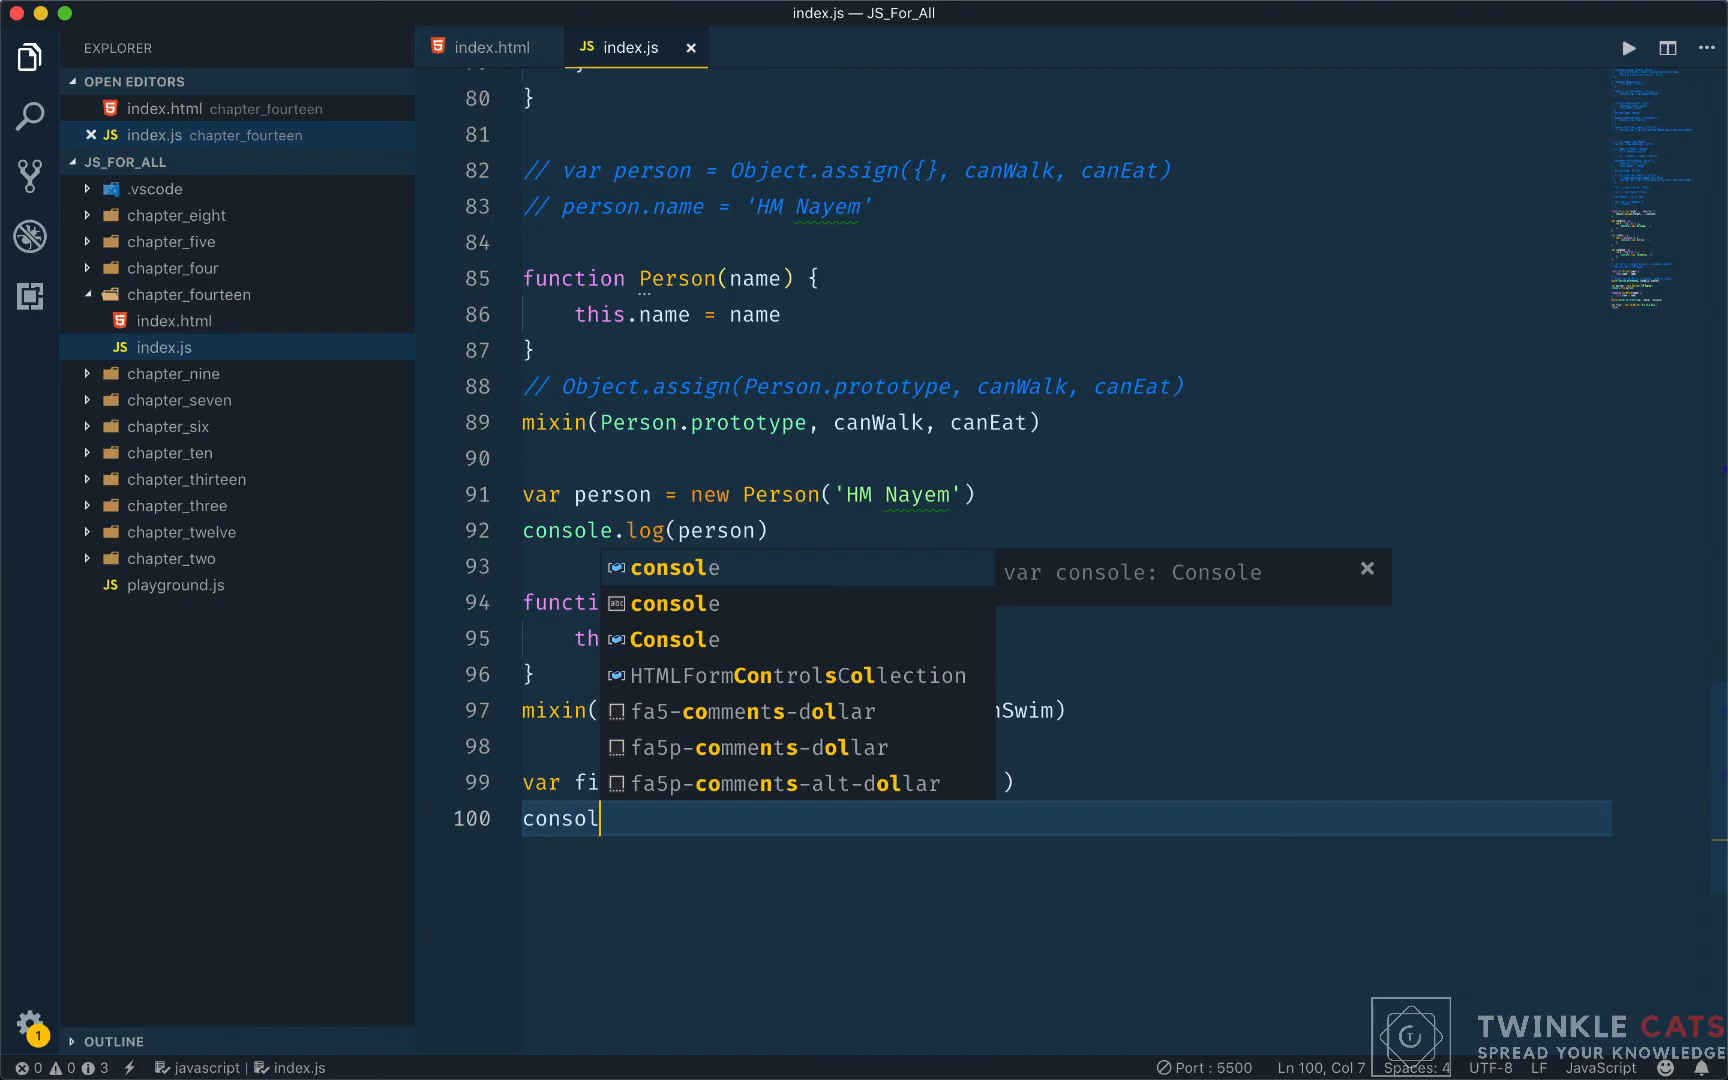 index.js — JS_For_All
EXPLORER
OPEN EDITORS
index.html chapter_fourteen
JS index.js chapter_fourteen
JS_FOR_ALL
.vscode
chapter_eight
chapter_five
chapter_four
chapter_fourteen
index.html
JS index.js
chapter_nine
chapter_seven
chapter_six
chapter_ten
chapter_thirteen
chapter_three
chapter_twelve
chapter_two
JS playground.js
OUTLINE
index.html
JS index.js
80 }
81
82 // var person = Object.assign({}, canWalk, canEat)
83 // person.name = 'HM Nayem'
84
85 function Person(name) {
86 this.name = name
87 }
88 // Object.assign(Person.prototype, canWalk, canEat)
89 mixin(Person.prototype, canWalk, canEat)
90
91 var person = new Person('HM Nayem')
92 console.log(person)
93
94 functi
95 th
96 }
97 mixin( nSwim)
98
99 var fi )
100 consol
console
console
Console
HTMLFormControlsCollection
fa5-comments-dollar
fa5p-comments-dollar
fa5p-comments-alt-dollar
var console: Console
TWINKLE CATS
SPREAD YOUR KNOWLEDGE
1
0 0 3 javascript | index.js
Port : 5500 Ln 100, Col 7 Spaces: 4 UTF-8 LF JavaScript